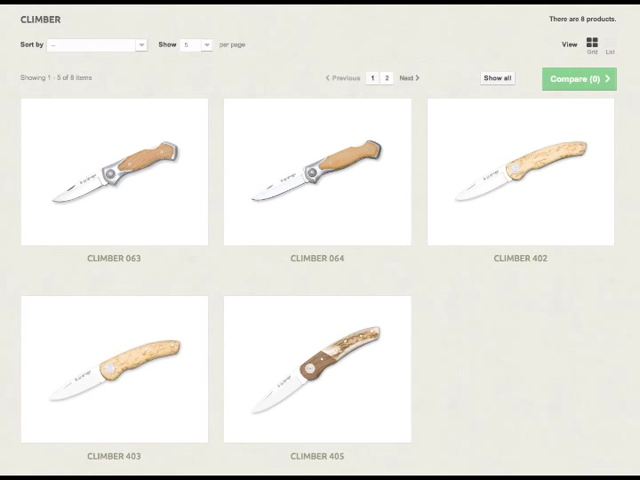 CLIMBER
There are 8 products.
Sort by -- Show 5 per page View Grid List
Showing 1 - 5 of 8 items Previous 1 2 Next Show all Compare (0)
CLIMBER 063 CLIMBER 064 CLIMBER 402
CLIMBER 403 CLIMBER 405